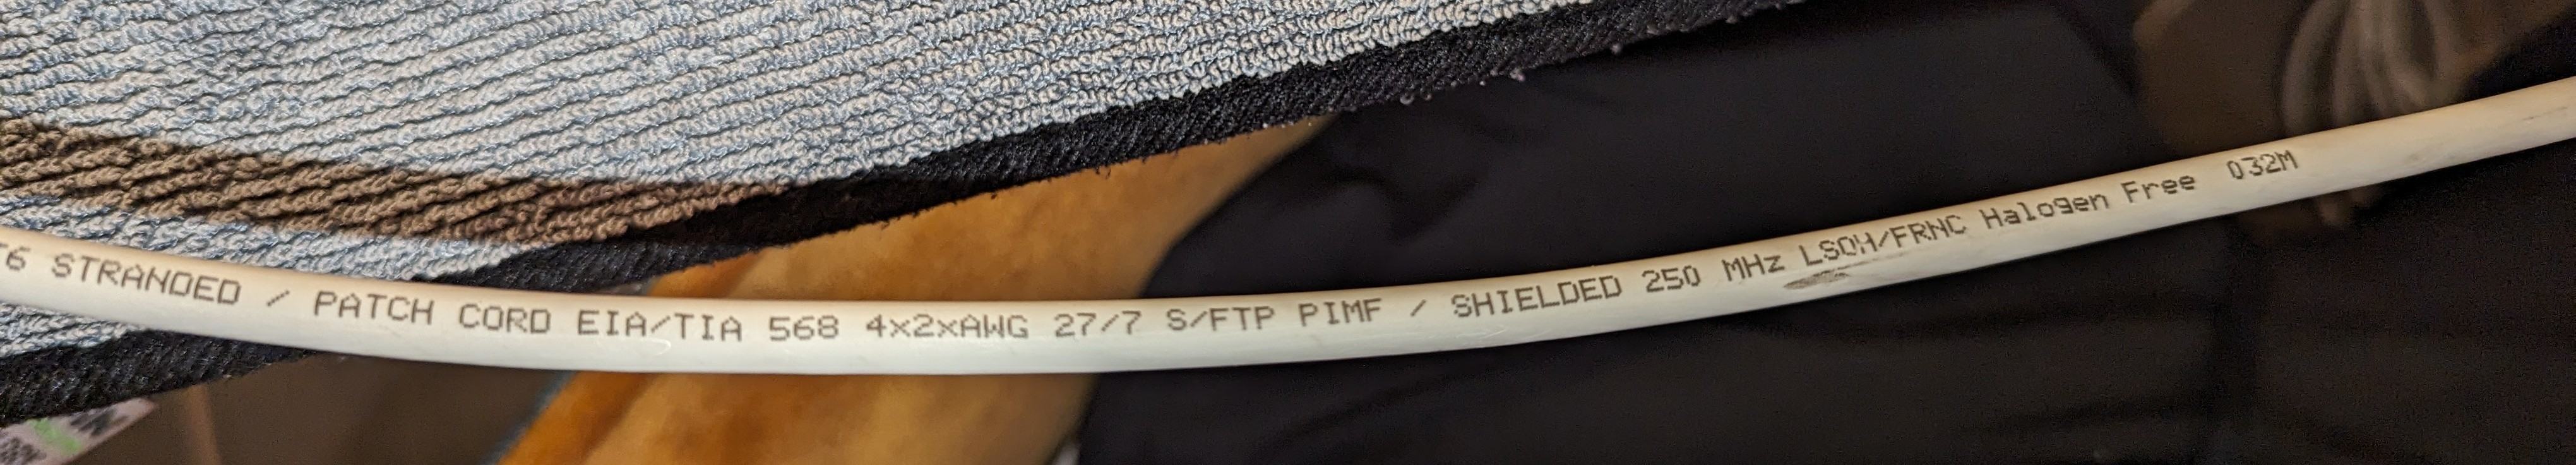 T6 STRANDED / PATCH CORD EIA/TIA 568 4x2xAWG 27/7 S/FTP PIMF / SHIELDED 250 MHz LSOH/FRNC Halogen Free 032M